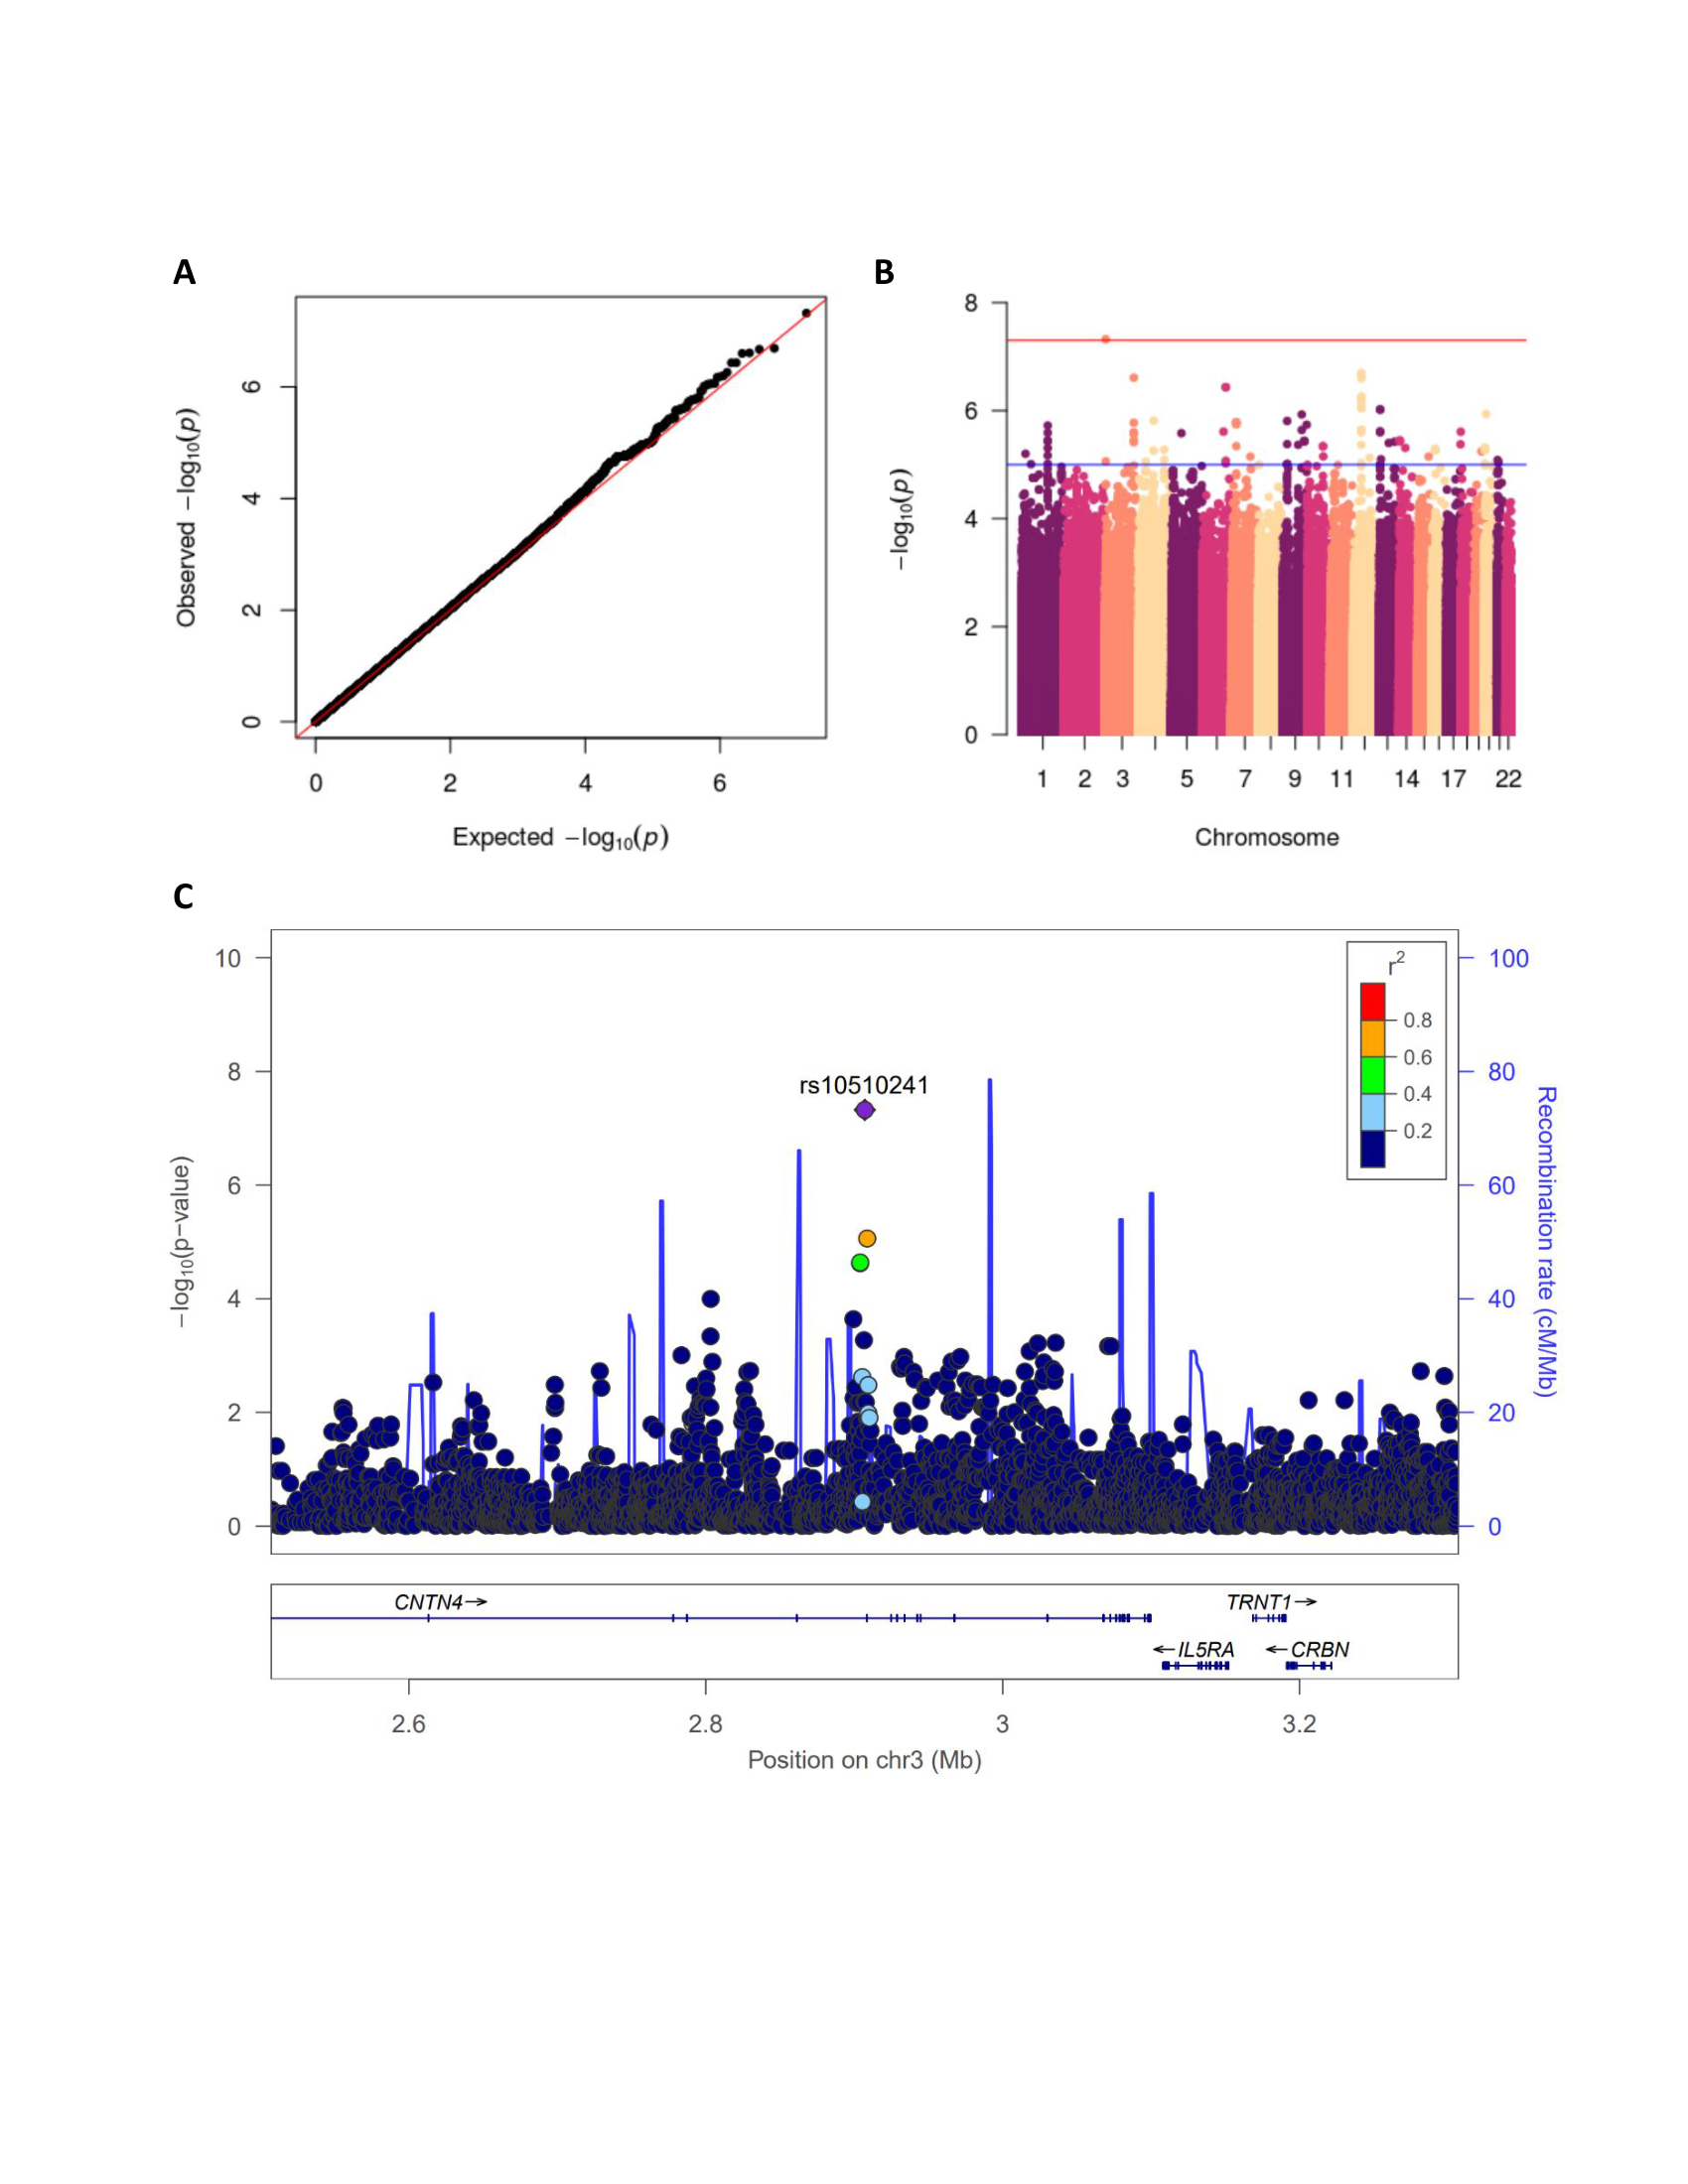 A
Observed −log10(p)
6
4
2
0
0 2 4 6
Expected −log10(p)
B
−log10(p)
8
6
4
2
0
1 2 3 5 7 9 11 14 17 22
Chromosome
C
−log10(p−value)
10
8
6
4
2
0
rs10510241
r2
0.8
0.6
0.4
0.2
100
80
60
40
20
0
Recombination rate (cM/Mb)
CNTN4→ TRNT1→
←IL5RA ←CRBN
2.6 2.8 3 3.2
Position on chr3 (Mb)